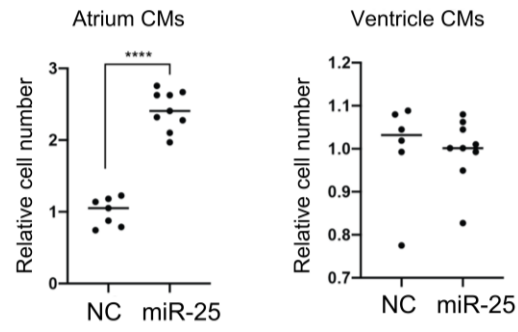 Atrium CMs
Relative cell number
****
3
2
1
0
NC miR-25
Ventricle CMs
Relative cell number
1.2
1.1
1.0
0.9
0.8
0.7
NC miR-25